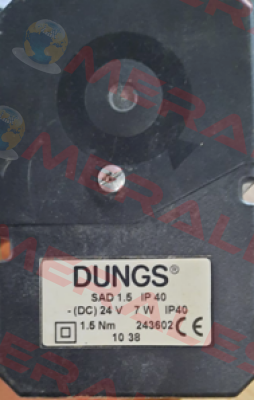 DUNGS®
SAD 1.5 IP 40
-(DC) 24 V 7 W IP40
1.5 Nm 243602 CE
10 38